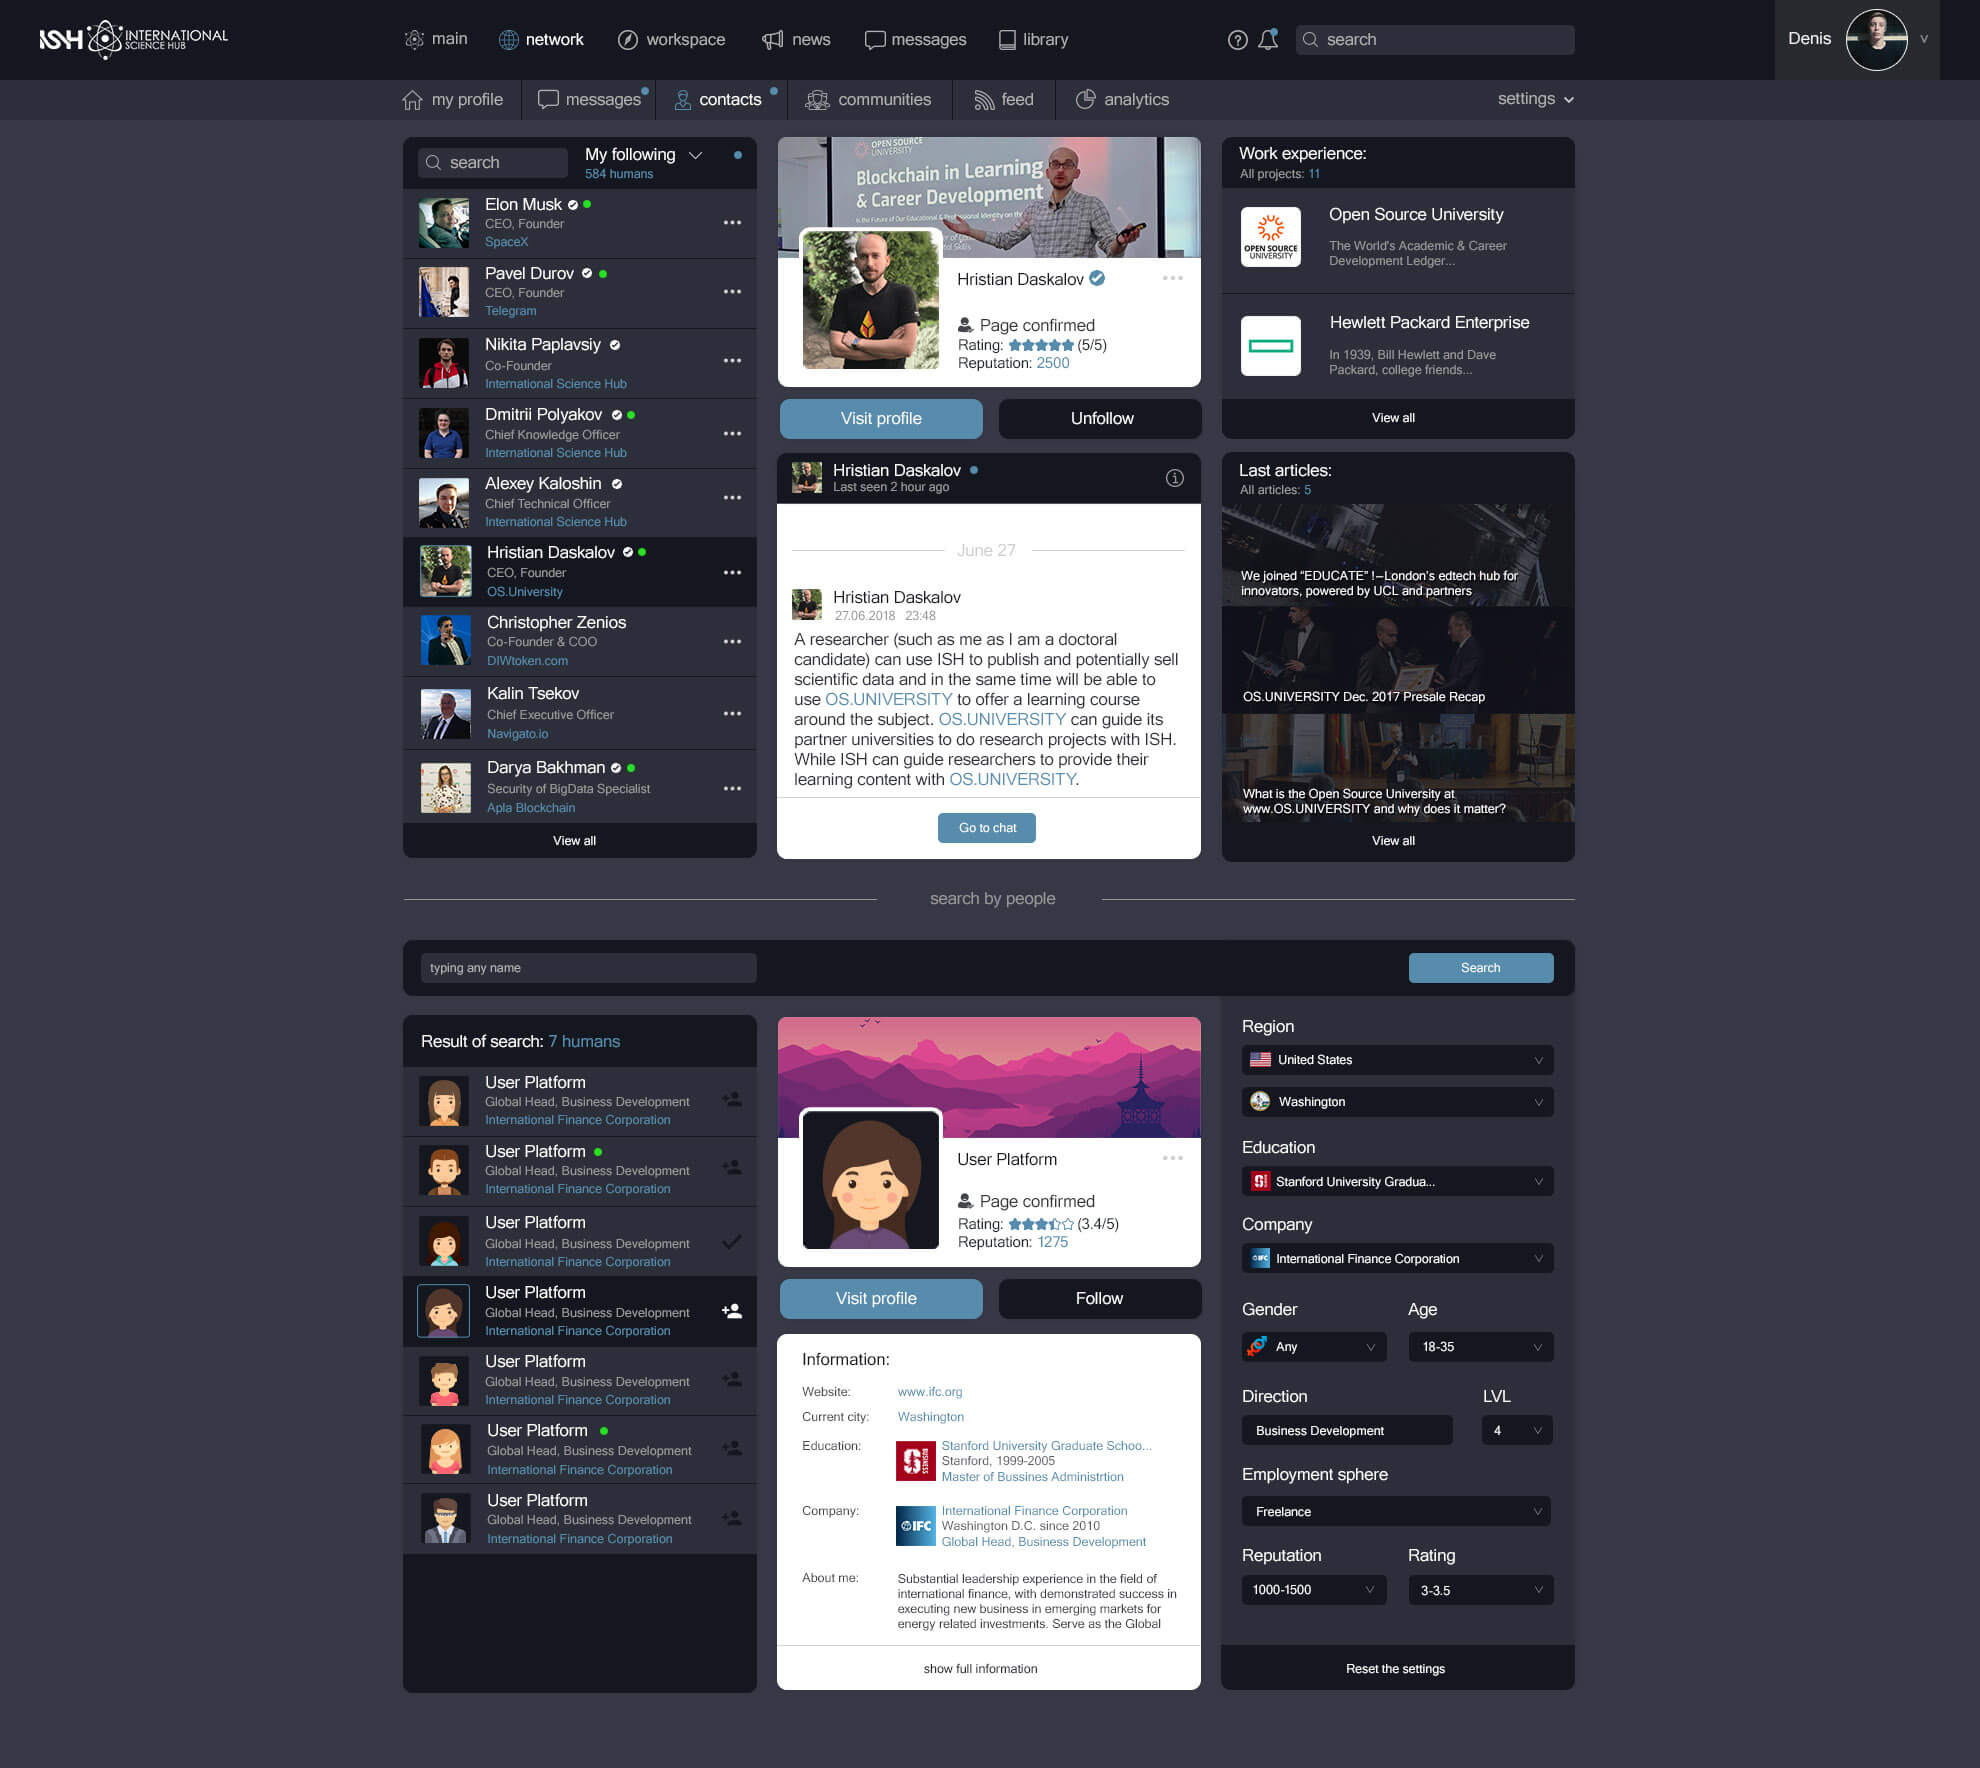 ISH INTERNATIONAL
SCIENCE HUB
main
network
workspace
news
messages
library
search
Denis
my profile
messages
contacts
communities
feed
analytics
settings
search
My following
584 humans
Elon Musk
CEO, Founder
SpaceX
Pavel Durov
CEO, Founder
Telegram
Nikita Paplavsiy
Co-Founder
International Science Hub
Dmitrii Polyakov
Chief Knowledge Officer
International Science Hub
Alexey Kaloshin
Chief Technical Officer
International Science Hub
Hristian Daskalov
CEO, Founder
OS.University
Christopher Zenios
Co-Founder & COO
DIWtoken.com
Kalin Tsekov
Chief Executive Officer
Navigato.io
Darya Bakhman
Security of BigData Specialist
Apla Blockchain
View all
OPEN SOURCE
UNIVERSITY
Blockchain in Learning
& Career Development
Is the Future of Our Educational & Professional Identity on the
Hristian Daskalov
Page confirmed
Rating: (5/5)
Reputation: 2500
Visit profile
Unfollow
Hristian Daskalov
Last seen 2 hour ago
June 27
Hristian Daskalov
27.06.2018 23:48
A researcher (such as me as I am a doctoral
candidate) can use ISH to publish and potentially sell
scientific data and in the same time will be able to
use OS.UNIVERSITY to offer a learning course
around the subject. OS.UNIVERSITY can guide its
partner universities to do research projects with ISH.
While ISH can guide researchers to provide their
learning content with OS.UNIVERSITY.
Go to chat
Work experience:
All projects: 11
OPEN SOURCE
UNIVERSITY
Open Source University
The World's Academic & Career
Development Ledger...
Hewlett Packard Enterprise
In 1939, Bill Hewlett and Dave
Packard, college friends...
View all
Last articles:
All articles: 5
We joined “EDUCATE” !—London’s edtech hub for
innovators, powered by UCL and partners
OS.UNIVERSITY Dec. 2017 Presale Recap
What is the Open Source University at
www.OS.UNIVERSITY and why does it matter?
View all
search by people
typing any name
Search
Result of search: 7 humans
User Platform
Global Head, Business Development
International Finance Corporation
User Platform
Global Head, Business Development
International Finance Corporation
User Platform
Global Head, Business Development
International Finance Corporation
User Platform
Global Head, Business Development
International Finance Corporation
User Platform
Global Head, Business Development
International Finance Corporation
User Platform
Global Head, Business Development
International Finance Corporation
User Platform
Global Head, Business Development
International Finance Corporation
User Platform
Page confirmed
Rating: (3.4/5)
Reputation: 1275
Visit profile
Follow
Information:
Website: www.ifc.org
Current city: Washington
Education: Stanford University Graduate Schoo...
Stanford, 1999-2005
Master of Bussines Administrtion
BUSINESS
Company: International Finance Corporation
IFC
Washington D.C. since 2010
Global Head, Business Development
About me: Substantial leadership experience in the field of
international finance, with demonstrated success in
executing new business in emerging markets for
energy related investments. Serve as the Global
show full information
Region
United States
Washington
Education
Stanford University Gradua...
Company
IFC International Finance Corporation
Gender
Age
Any
18-35
Direction
LVL
Business Development
4
Employment sphere
Freelance
Reputation
Rating
1000-1500
3-3.5
Reset the settings